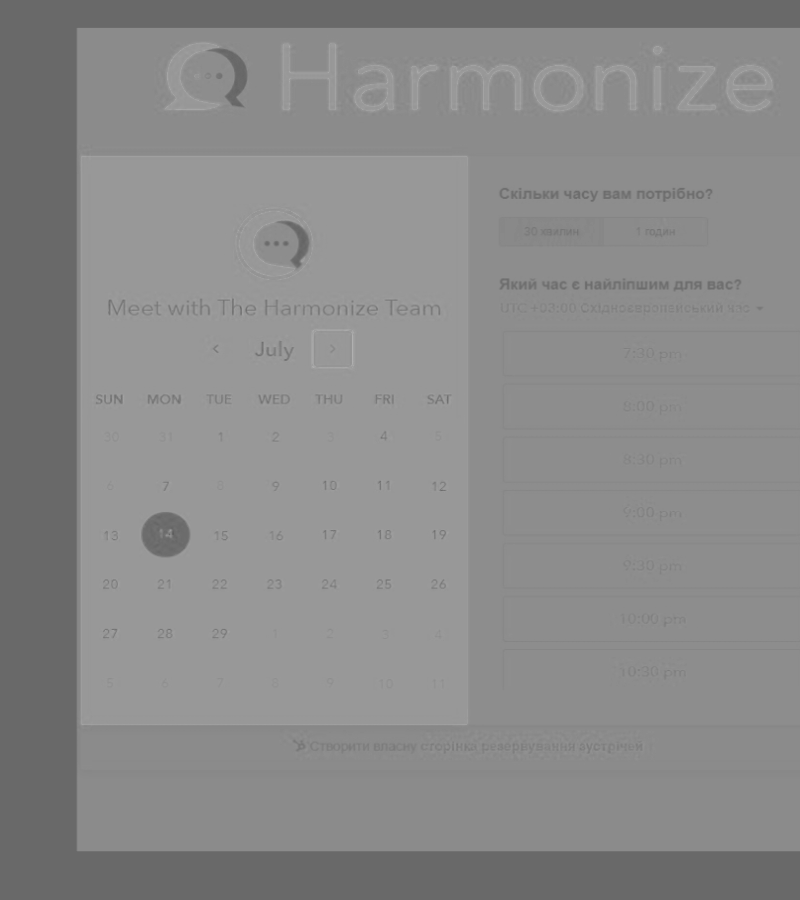 Harmonize
Meet with The Harmonize Team
July
SUN MON TUE WED THU FRI SAT
30 31 1 2 3 4 5
6 7 8 9 10 11 12
13 14 15 16 17 18 19
20 21 22 23 24 25 26
27 28 29 1 2 3 4
5 6 7 8 9 10 11
Скільки часу вам потрібно?
30 хвилин 1 годин
Який час є найліпшим для вас?
UTC +03:00 Східноєвропейський час
7:30 pm
8:00 pm
8:30 pm
9:00 pm
9:30 pm
10:00 pm
10:30 pm
Створити власну сторінку резервування зустрічей